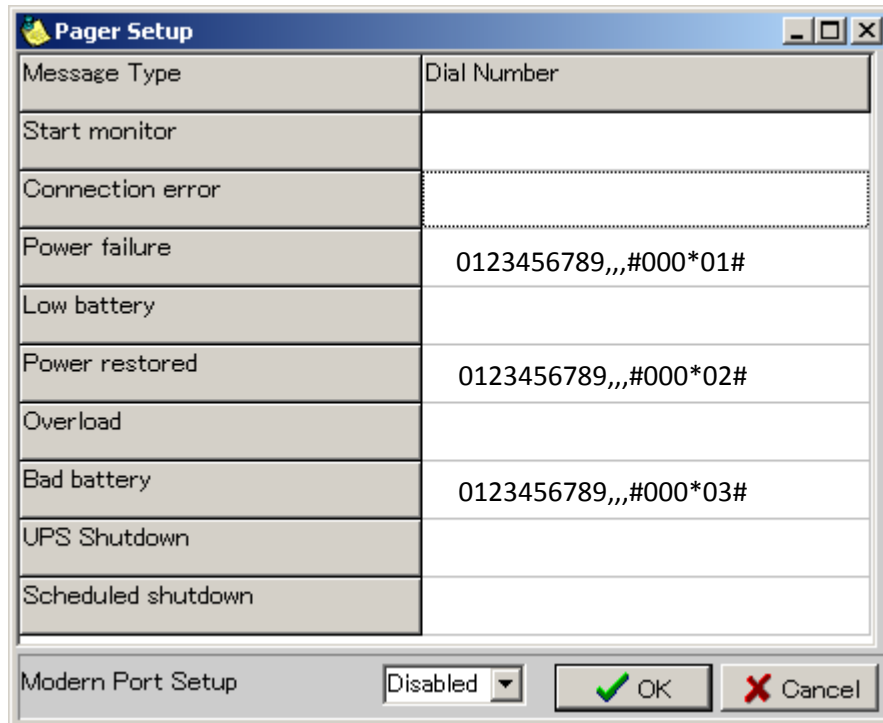 Pager Setup
Message Type Dial Number
Start monitor
Connection error
Power failure 0123456789,,,#000*01#
Low battery
Power restored 0123456789,,,#000*02#
Overload
Bad battery 0123456789,,,#000*03#
UPS Shutdown
Scheduled shutdown
Modern Port Setup Disabled OK Cancel